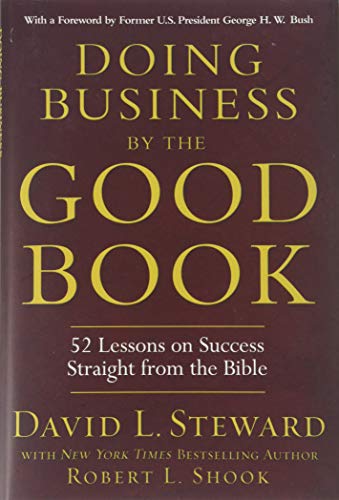 With a Foreword by Former U.S. President George H. W. Bush
DOING
BUSINESS
BY THE
GOOD
BOOK
52 Lessons on Success
Straight from the Bible
DAVID L. STEWARD
WITH NEW YORK TIMES BESTSELLING AUTHOR
ROBERT L. SHOOK